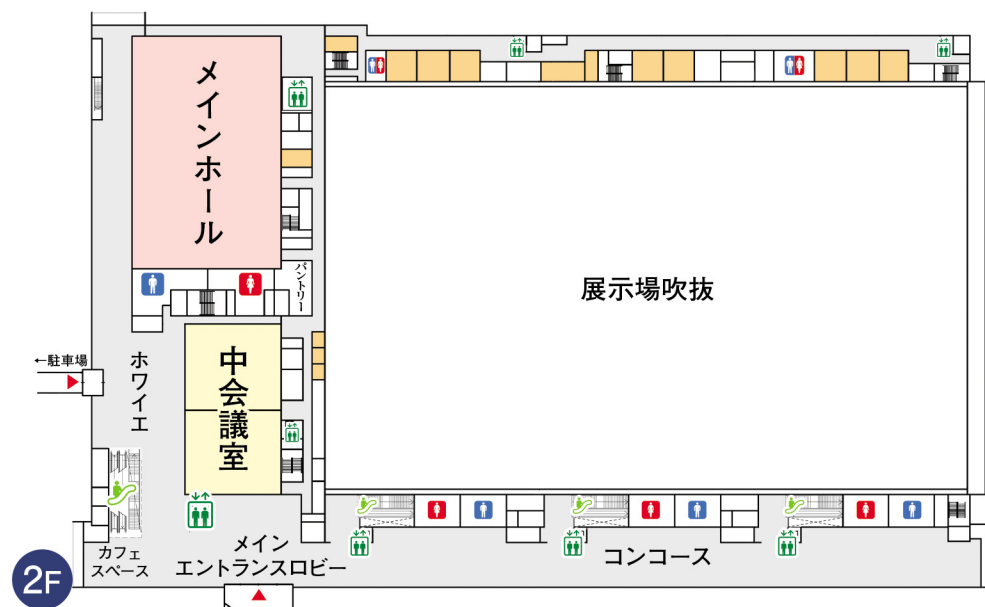 メインホール
パントリー
展示場吹抜
←駐車場
ホワイエ
中会議室
カフェ
スペース
メイン
エントランスロビー
コンコース
2F